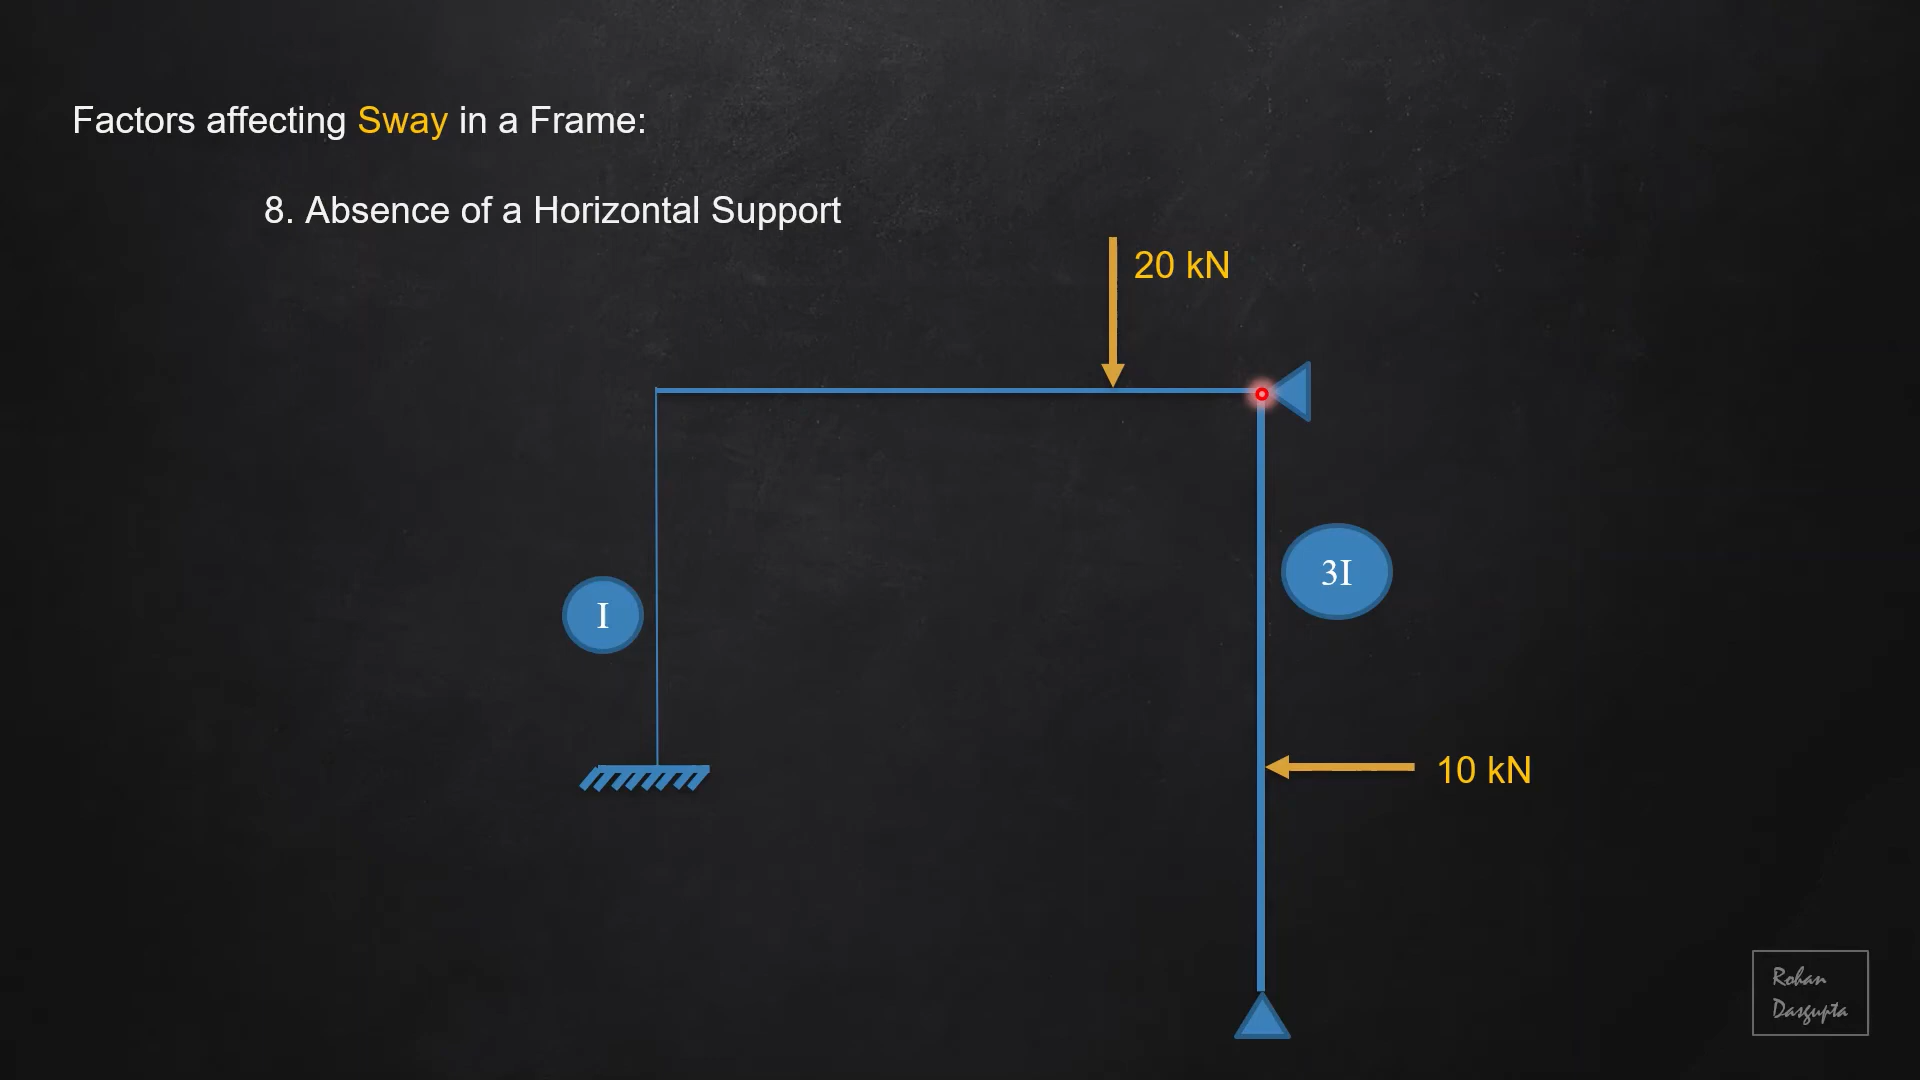 Factors affecting Sway in a Frame:
8. Absence of a Horizontal Support
20 kN
3I
I
10 kN
Rohan
Dasgupta